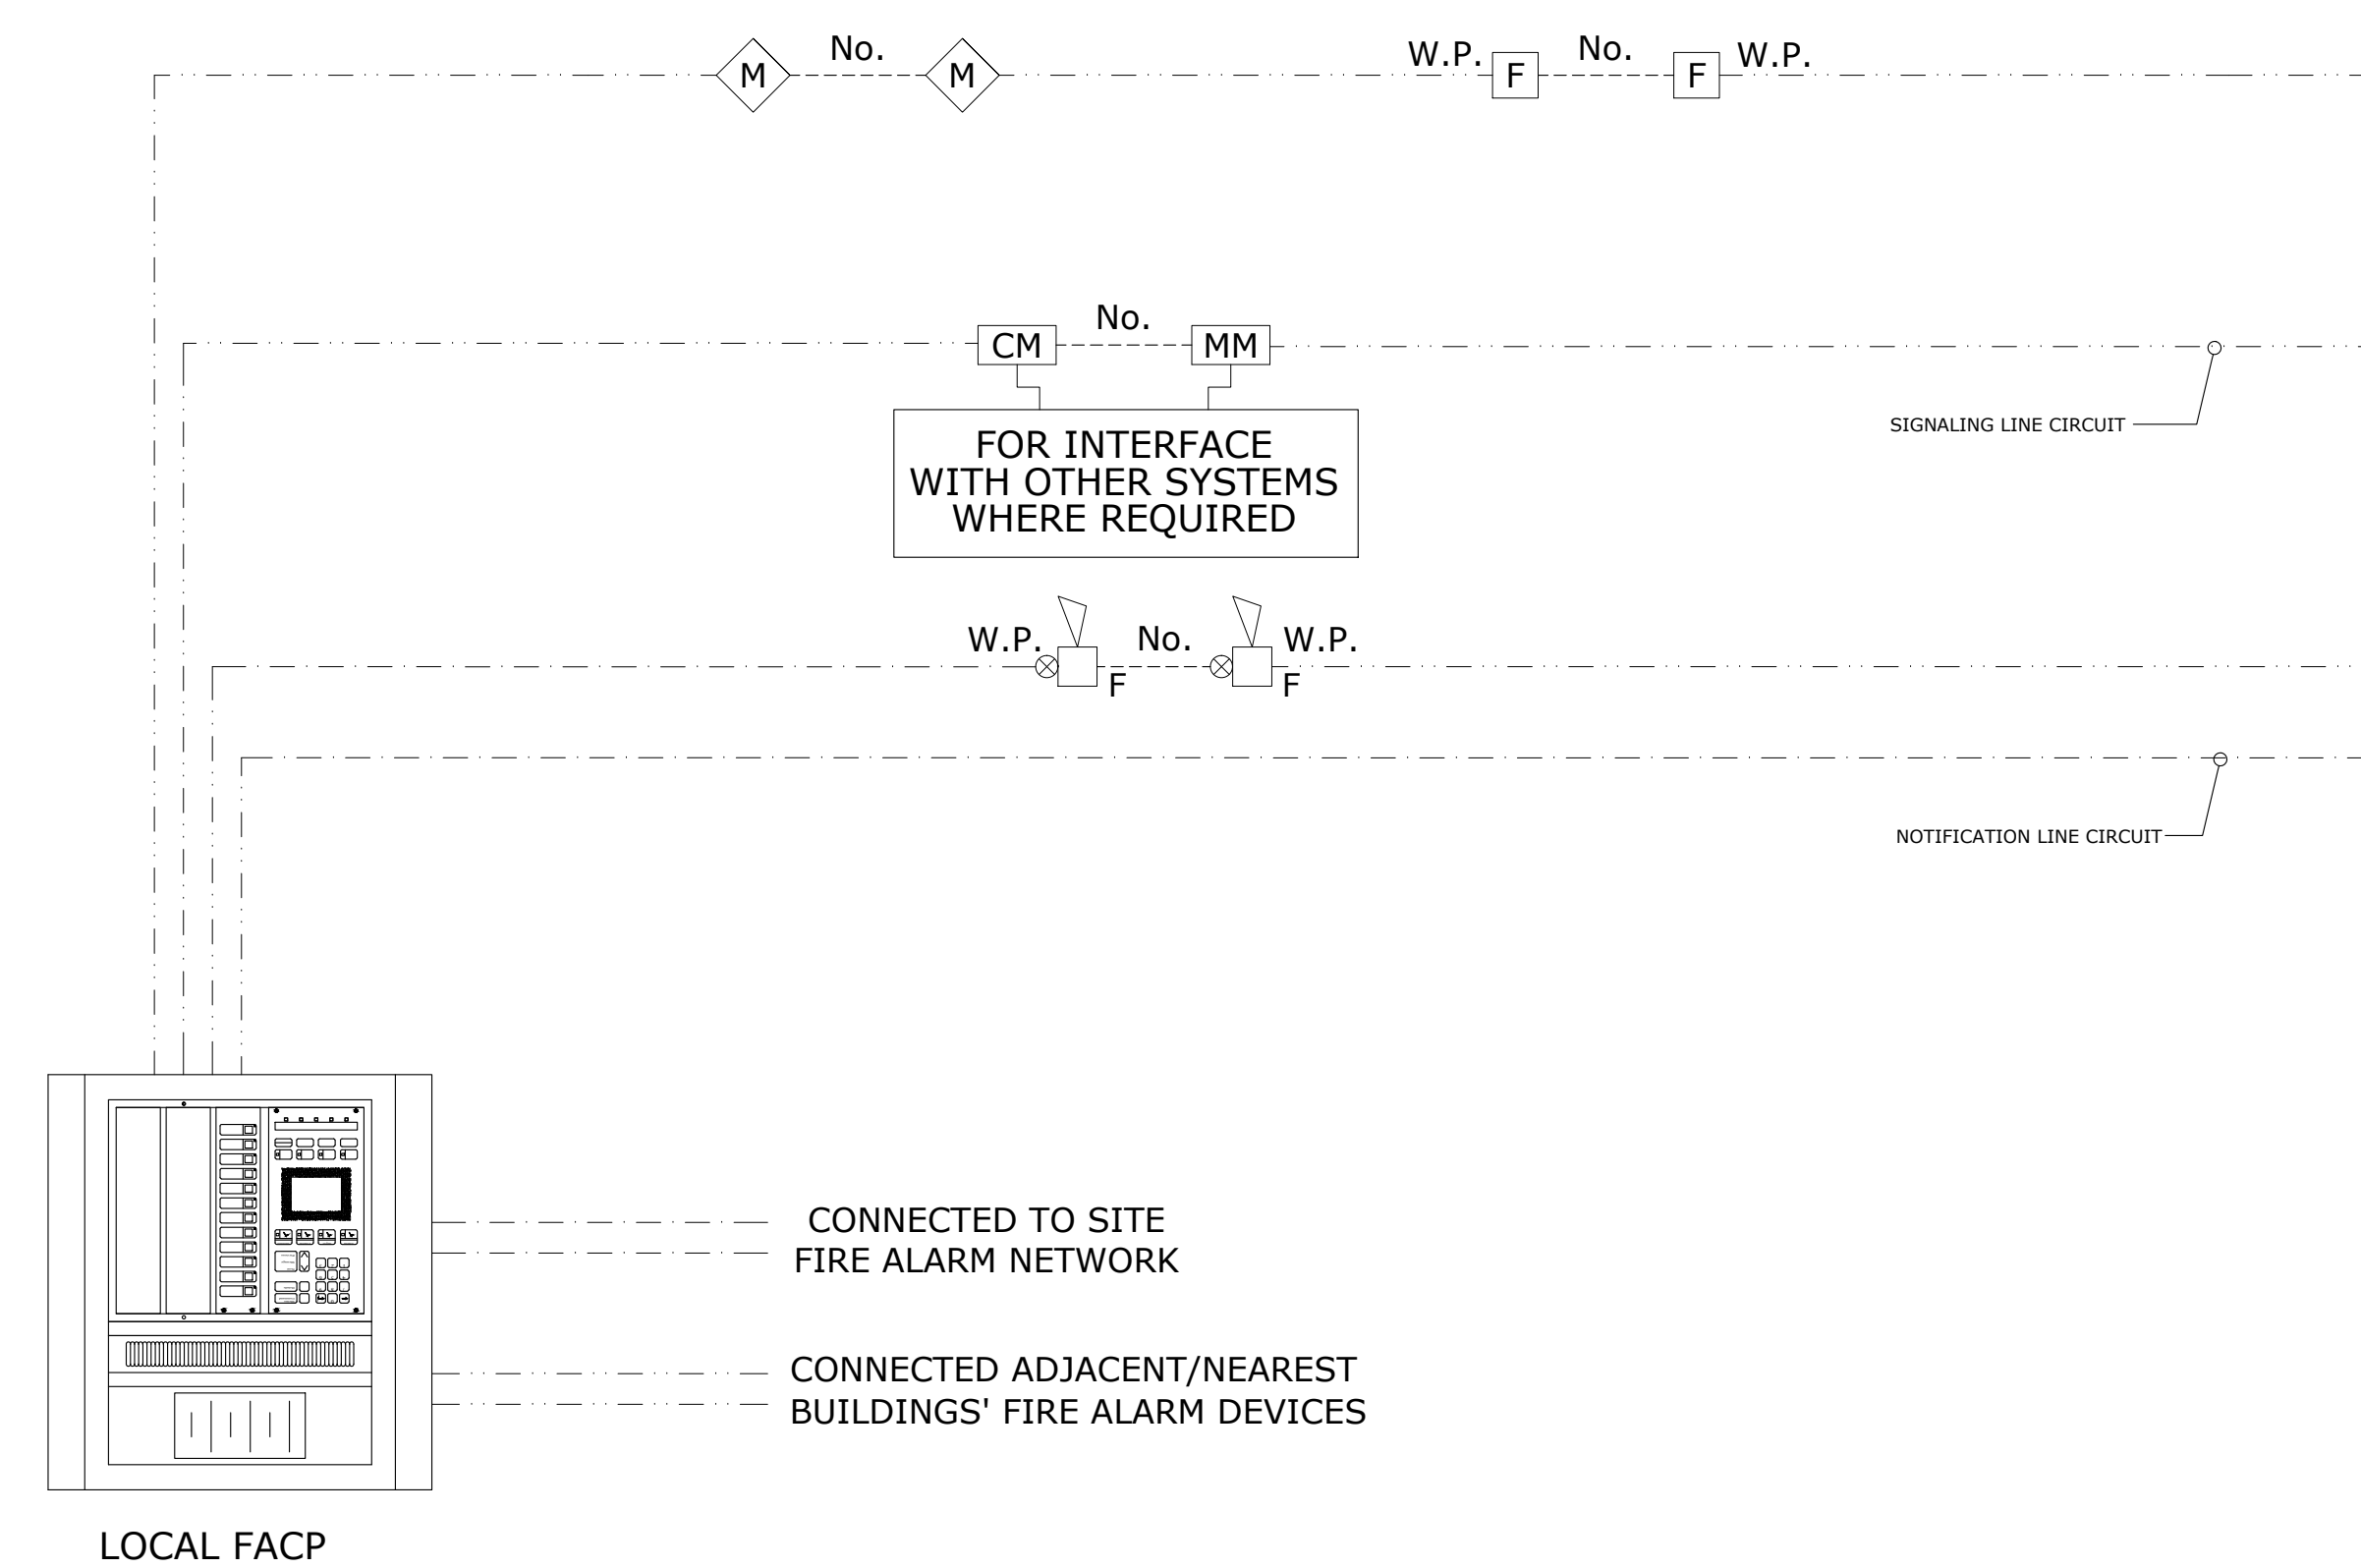 No.
M
M
W.P.
No.
W.P.
F
F
No.
CM
MM
SIGNALING LINE CIRCUIT
FOR INTERFACE
WITH OTHER SYSTEMS
WHERE REQUIRED
W.P.
No.
W.P.
F
F
NOTIFICATION LINE CIRCUIT
CONNECTED TO SITE
FIRE ALARM NETWORK
CONNECTED ADJACENT/NEAREST
BUILDINGS' FIRE ALARM DEVICES
LOCAL FACP